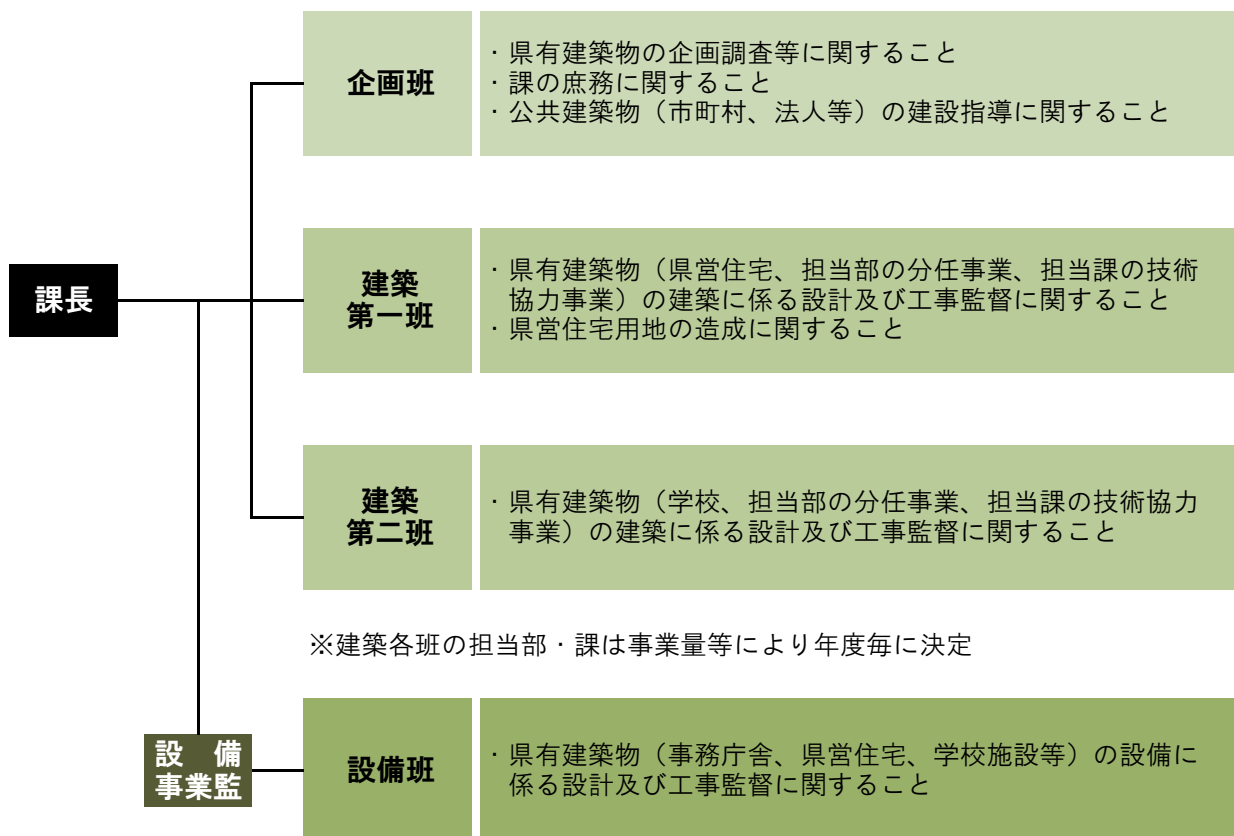 企画班
・県有建築物の企画調査等に関すること
・課の庶務に関すること
・公共建築物（市町村、法人等）の建設指導に関すること
課長
建築
第一班
・県有建築物（県営住宅、担当部の分任事業、担当課の技術
協力事業）の建築に係る設計及び工事監督に関すること
・県営住宅用地の造成に関すること
建築
第二班
・県有建築物（学校、担当部の分任事業、担当課の技術協力
事業）の建築に係る設計及び工事監督に関すること
※建築各班の担当部・課は事業量等により年度毎に決定
設　備
事業監
設備班
・県有建築物（事務庁舎、県営住宅、学校施設等）の設備に
係る設計及び工事監督に関すること